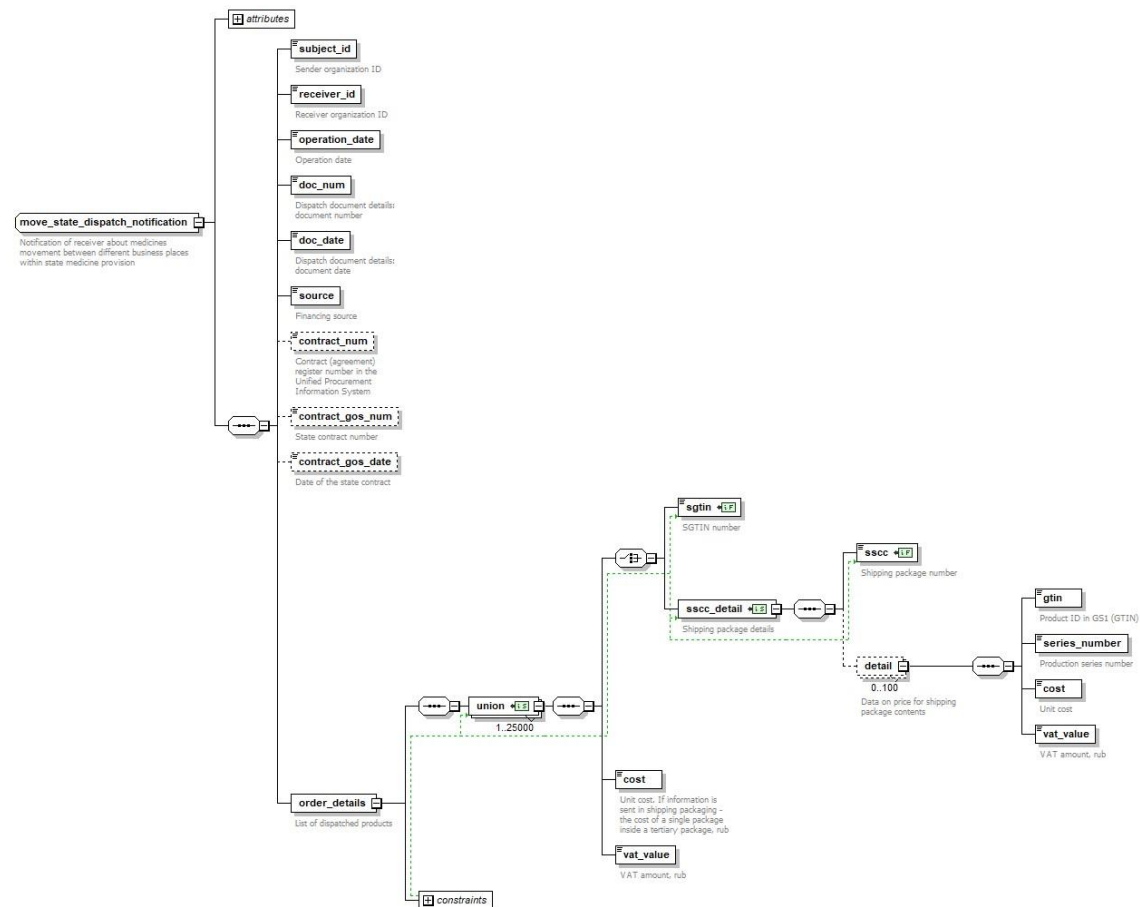 attributes
subject_id
Sender organization ID
receiver_id
Receiver organization ID
operation_date
Operation date
doc_num
Dispatch document details:
document number
move_state_dispatch_notification
Notification of receiver about medicines
movement between different business places
within state medicine provision
doc_date
Dispatch document details:
document date
source
Financing source
contract_num
Contract (agreement)
register number in the
Unified Procurement
Information System
contract_gos_num
State contract number
contract_gos_date
Date of the state contract
sgtin
SGTIN number
sscc
Shipping package number
sscc_detail
Shipping package details
gtin
Product ID in GS1 (GTIN)
series_number
Production series number
detail
0..100
Data on price for shipping
package contents
cost
Unit cost
vat_value
VAT amount, rub
union
1..25000
cost
Unit cost. If information is
sent in shipping packaging -
the cost of a single package
inside a tertiary package, rub
order_details
List of dispatched products
vat_value
VAT amount, rub
constraints